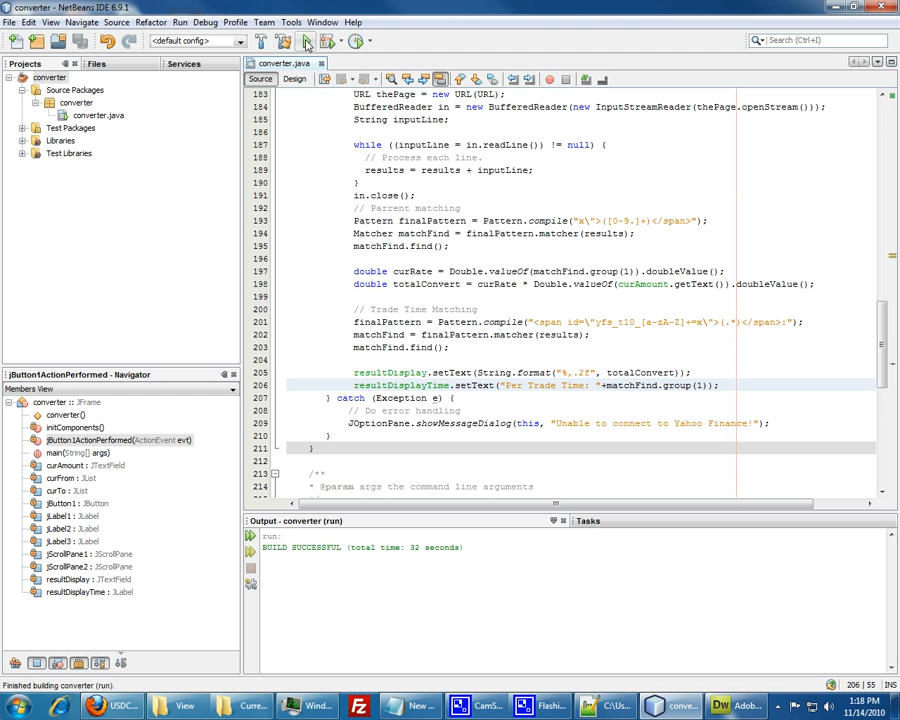 converter - NetBeans IDE 6.9.1
File Edit View Navigate Source Refactor Run Debug Profile Team Tools Window Help
<default config>
Search (Ctrl+I)
Projects Files Services
converter.java
Source Design
converter
Source Packages
converter
converter.java
Test Packages
Libraries
Test Libraries
183 URL thePage = new URL(URL);
184 BufferedReader in = new BufferedReader(new InputStreamReader(thePage.openStream()));
185 String inputLine;
186
187 while ((inputLine = in.readLine()) != null) {
188 // Process each line.
189 results = results + inputLine;
190 }
191 in.close();
192 // Parrent matching
193 Pattern finalPattern = Pattern.compile("x\">([0-9.]+)</span>");
194 Matcher matchFind = finalPattern.matcher(results);
195 matchFind.find();
196
197 double curRate = Double.valueOf(matchFind.group(1)).doubleValue();
198 double totalConvert = curRate * Double.valueOf(curAmount.getText()).doubleValue();
199
200 // Trade Time Matching
201 finalPattern = Pattern.compile("<span id=\"yfs_t10_[a-zA-Z]+=x\">(.*)</span>:");
202 matchFind = finalPattern.matcher(results);
203 matchFind.find();
204
205 resultDisplay.setText(String.format("%,.2f", totalConvert));
206 resultDisplayTime.setText("Per Trade Time: "+matchFind.group(1));
207 } catch (Exception e) {
208 // Do error handling
209 JOptionPane.showMessageDialog(this, "Unable to connect to Yahoo Finance!");
210 }
211 }
212
213 /**
214 * @param args the command line arguments
jButton1ActionPerformed - Navigator
Members View
converter :: JFrame
converter()
initComponents()
jButton1ActionPerformed(ActionEvent evt)
main(String[] args)
curAmount : JTextField
curFrom : JList
curTo : JList
jButton1 : JButton
jLabel1 : JLabel
jLabel2 : JLabel
jLabel3 : JLabel
jScrollPane1 : JScrollPane
jScrollPane2 : JScrollPane
resultDisplay : JTextField
resultDisplayTime : JLabel
Output - converter (run) Tasks
run:
BUILD SUCCESSFUL (total time: 32 seconds)
Finished building converter (run).
206 | 55 INS
USDC... View Curre... Wind... New ... CamS... Flashi... C:\Us... conve... Adob...
1:18 PM
11/14/2010